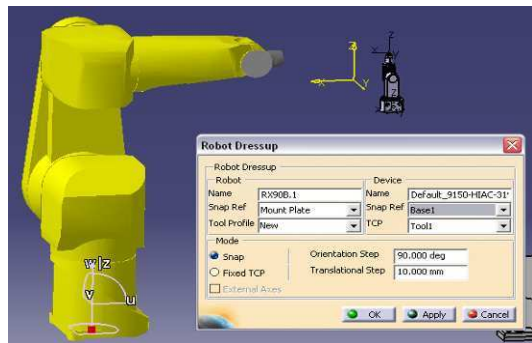 w|z
v
u
z
x
y
Robot Dressup
Robot Dressup
Robot
Device
Name
RX90B.1
Name
Default_9150-HIAC-31
Snap Ref
Mount Plate
Snap Ref
Base1
Tool Profile
New
TCP
Tool1
Mode
Snap
Orientation Step
90.000 deg
Fixed TCP
Translational Step
10.000 mm
External Axes
OK
Apply
Cancel